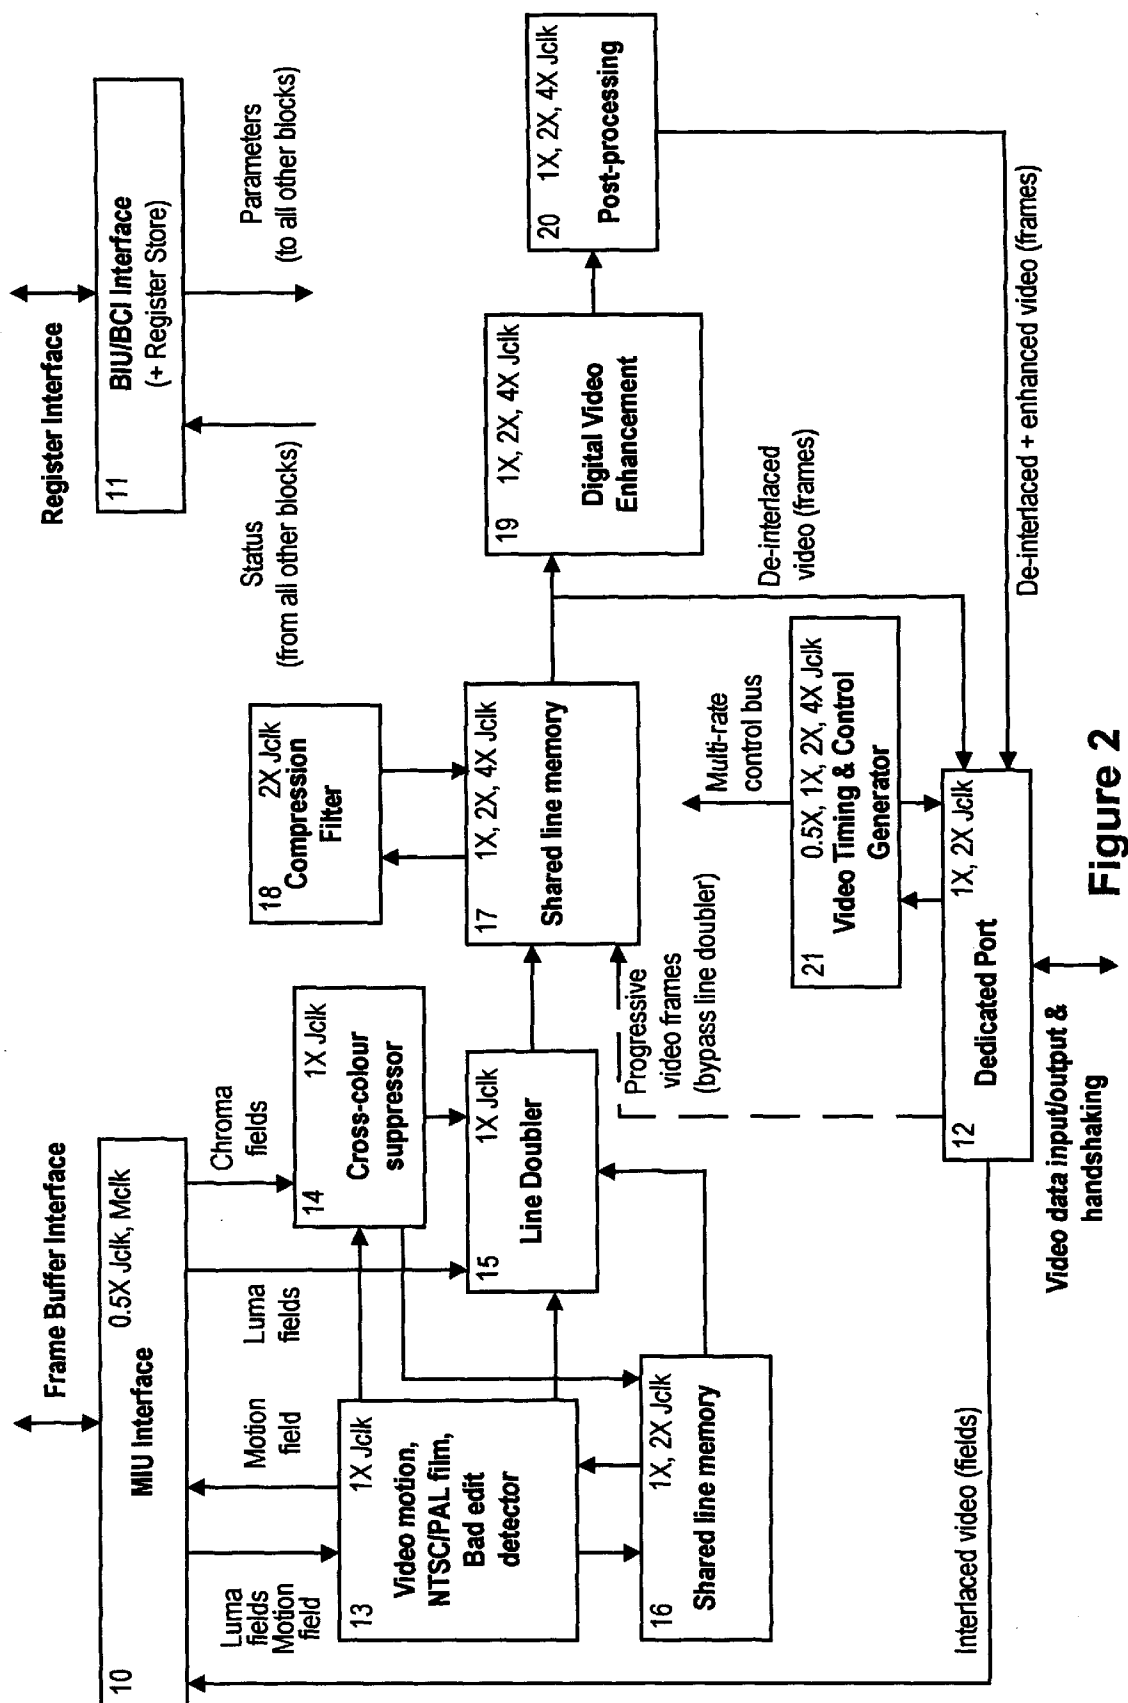 Frame Buffer Interface
10
MIU Interface
0.5X Jclk, Mclk
Register Interface
11
BIU/BCI Interface
(+ Register Store)
Luma
fields
Motion
field
Motion
field
Luma
fields
Chroma
fields
Status
(from all other blocks)
Parameters
(to all other blocks)
13
1X Jclk
Video motion,
NTSC/PAL film,
Bad edit
detector
14
1X Jclk
Cross-colour
suppressor
18
2X Jclk
Compression
Filter
15
1X Jclk
Line Doubler
17
1X, 2X, 4X Jclk
Shared line memory
19
1X, 2X, 4X Jclk
Digital Video
Enhancement
20
1X, 2X, 4X Jclk
Post-processing
16
1X, 2X Jclk
Shared line memory
Progressive
video frames
(bypass line doubler)
Multi-rate
control bus
De-interlaced
video (frames)
21
0.5X, 1X, 2X, 4X Jclk
Video Timing & Control
Generator
Interlaced video (fields)
12
1X, 2X Jclk
Dedicated Port
De-interlaced + enhanced video (frames)
Video data input/output &
handshaking
Figure 2